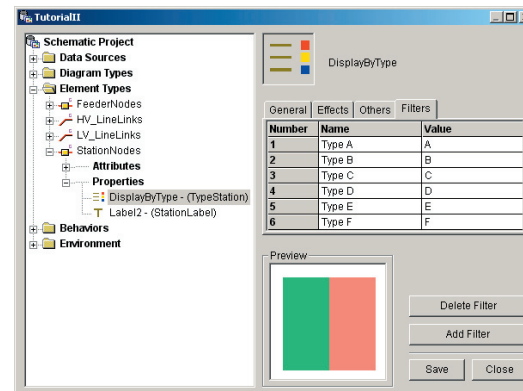 TutorialII
Schematic Project
Data Sources
Diagram Types
Element Types
FeederNodes
HV_LineLinks
LV_LineLinks
StationNodes
Attributes
Properties
DisplayByType - (TypeStation)
Label2 - (StationLabel)
Behaviors
Environment
DisplayByType
General Effects Others Filters
Number Name Value
1 Type A A
2 Type B B
3 Type C C
4 Type D D
5 Type E E
6 Type F F
Preview
Delete Filter
Add Filter
Save Close